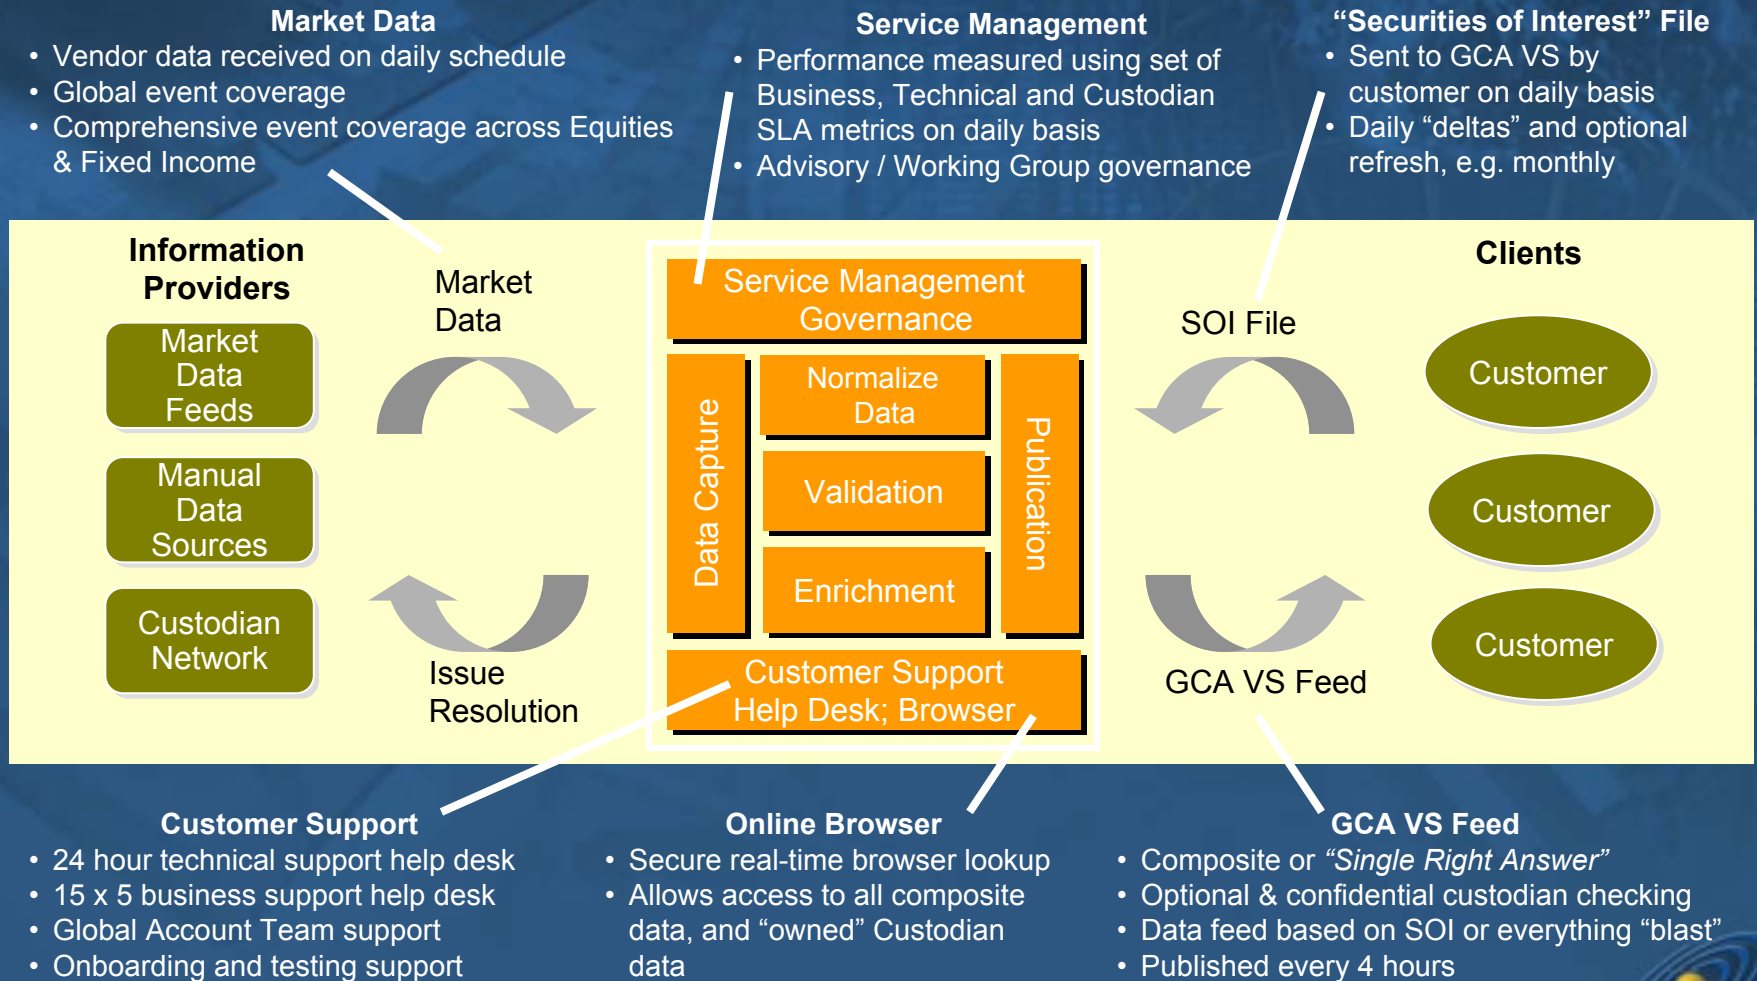 Market Data
• Vendor data received on daily schedule
• Global event coverage
• Comprehensive event coverage across Equities
& Fixed Income
Service Management
• Performance measured using set of
Business, Technical and Custodian
SLA metrics on daily basis
• Advisory / Working Group governance
“Securities of Interest” File
• Sent to GCA VS by
customer on daily basis
• Daily “deltas” and optional
refresh, e.g. monthly
Information
Providers
Market
Data
Feeds
Manual
Data
Sources
Custodian
Network
Market
Data
Issue
Resolution
Service Management
Governance
Data Capture
Normalize
Data
Validation
Enrichment
Publication
Customer Support
Help Desk; Browser
SOI File
GCA VS Feed
Clients
Customer
Customer
Customer
Customer Support
• 24 hour technical support help desk
• 15 x 5 business support help desk
• Global Account Team support
• Onboarding and testing support
Online Browser
• Secure real-time browser lookup
• Allows access to all composite
data, and “owned” Custodian
data
GCA VS Feed
• Composite or “Single Right Answer”
• Optional & confidential custodian checking
• Data feed based on SOI or everything “blast”
• Published every 4 hours